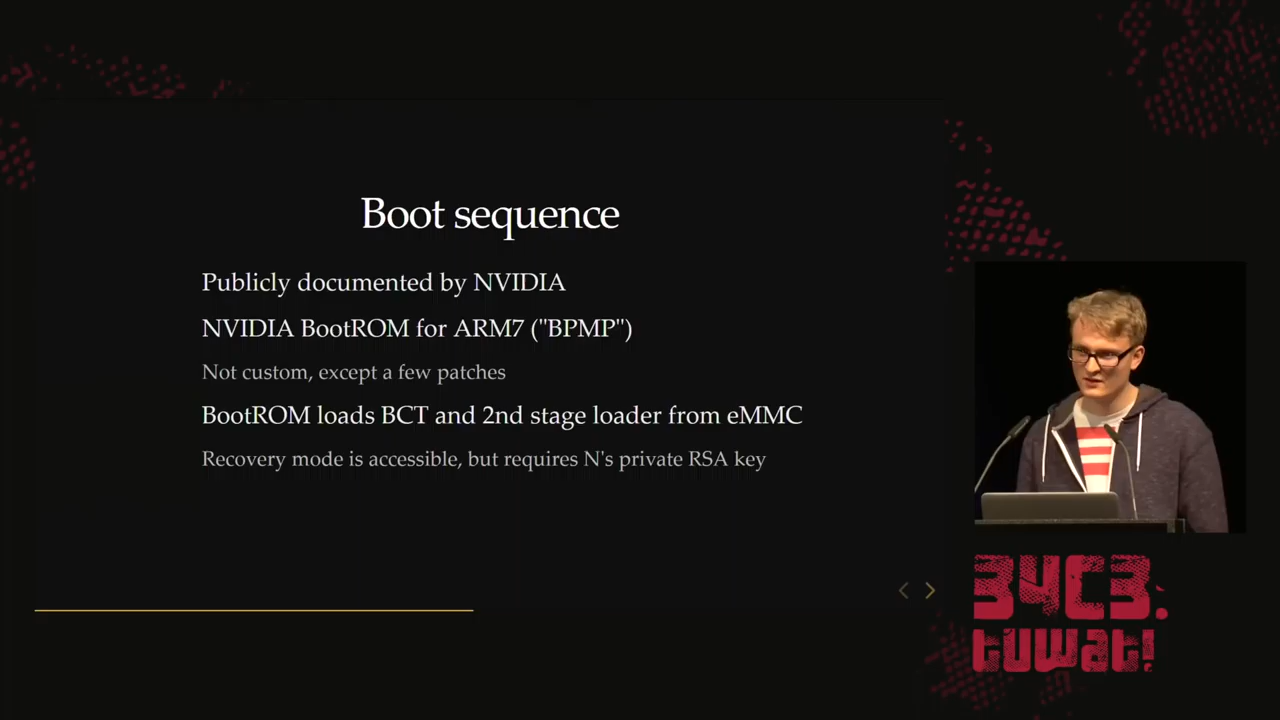 Boot sequence
Publicly documented by NVIDIA
NVIDIA BootROM for ARM7 ("BPMP")
Not custom, except a few patches
BootROM loads BCT and 2nd stage loader from eMMC
Recovery mode is accessible, but requires N's private RSA key
34C3.
tuwat!